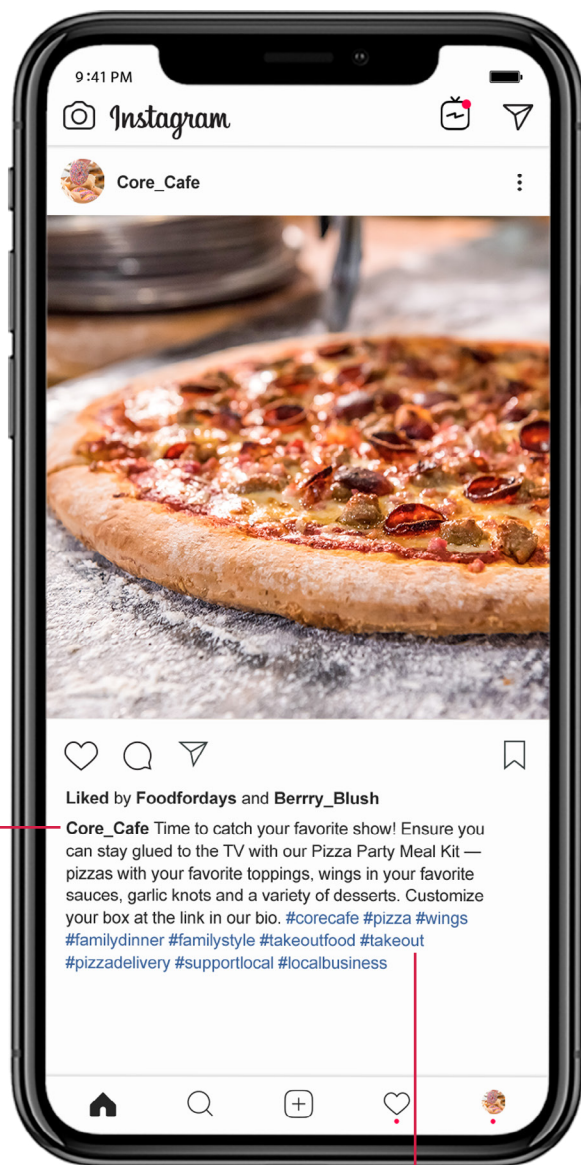 9:41 PM
Instagram
Core_Cafe
Liked by Foodfordays and Berrry_Blush
Core_Cafe Time to catch your favorite show! Ensure you
can stay glued to the TV with our Pizza Party Meal Kit —
pizzas with your favorite toppings, wings in your favorite
sauces, garlic knots and a variety of desserts. Customize
your box at the link in our bio. #corecafe #pizza #wings
#familydinner #familystyle #takeoutfood #takeout
#pizzadelivery #supportlocal #localbusiness